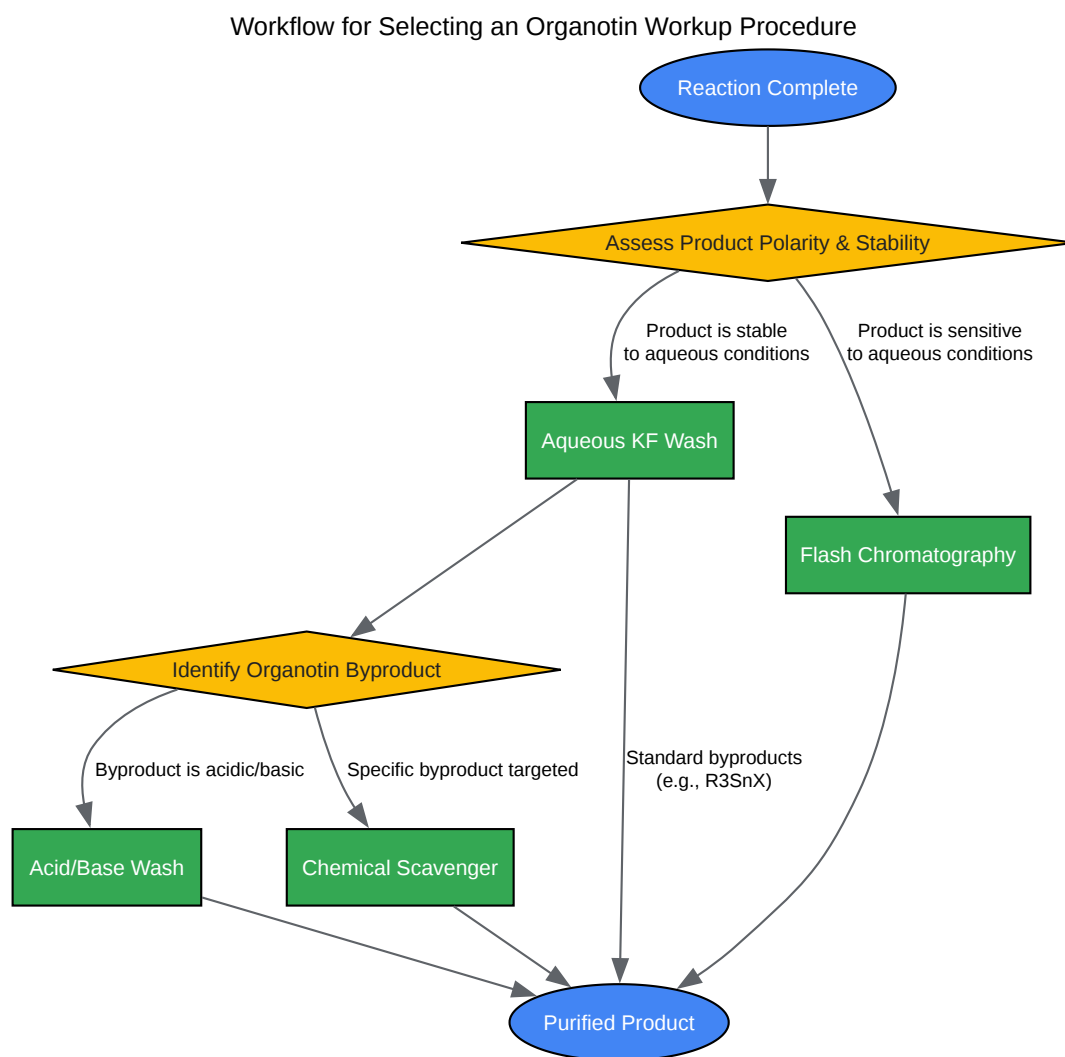 Workflow for Selecting an Organotin Workup Procedure
Reaction Complete
Assess Product Polarity & Stability
Product is stable
to aqueous conditions
Product is sensitive
to aqueous conditions
Aqueous KF Wash
Flash Chromatography
Identify Organotin Byproduct
Byproduct is acidic/basic
Specific byproduct targeted
Standard byproducts
(e.g., R3SnX)
Acid/Base Wash
Chemical Scavenger
Purified Product